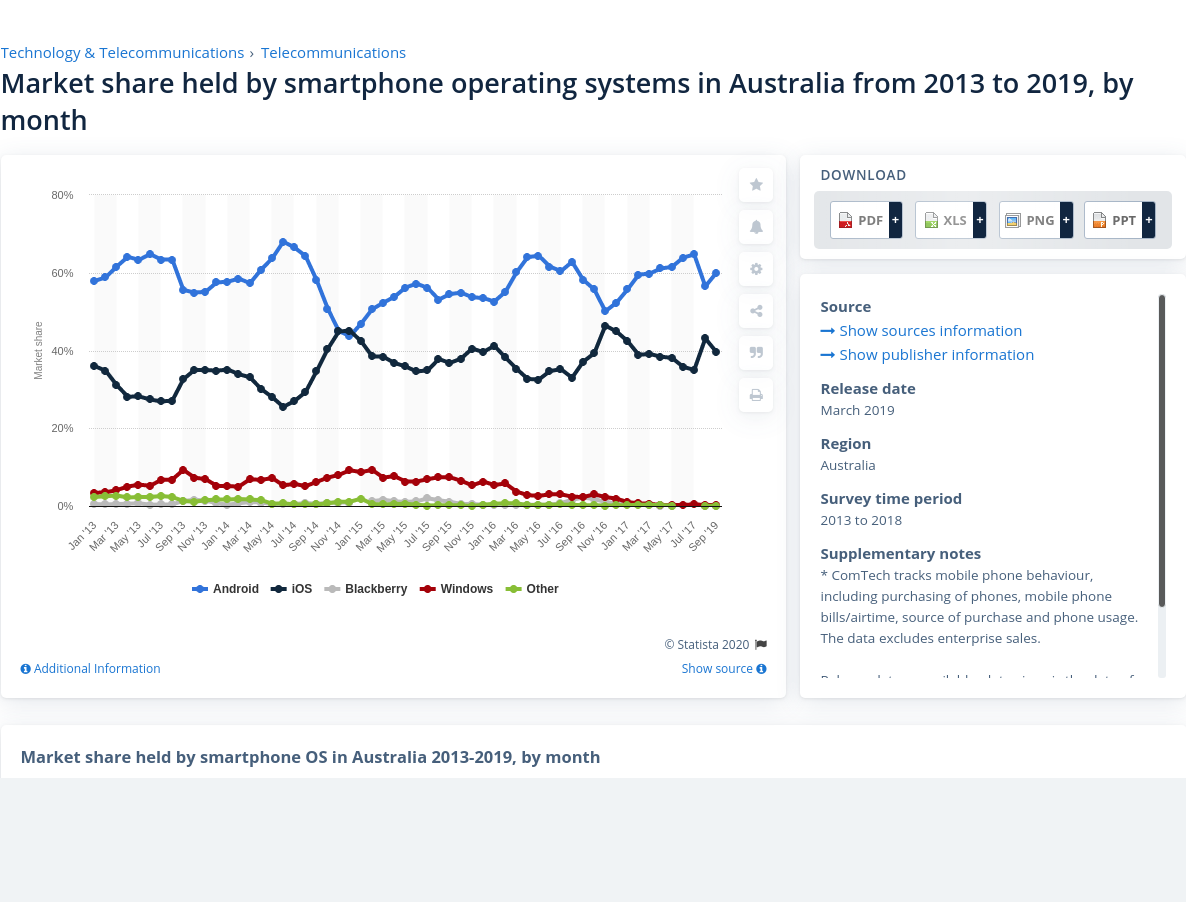 Technology & Telecommunications › Telecommunications
Market share held by smartphone operating systems in Australia from 2013 to 2019, by
month
DOWNLOAD
PDF + XLS + PNG + PPT +
80%
60%
40%
20%
0%
Market share
Jan '13 Mar '13 May '13 Jul '13 Sep '13 Nov '13 Jan '14 Mar '14 May '14 Jul '14 Sep '14 Nov '14 Jan '15 Mar '15 May '15 Jul '15 Sep '15 Nov '15 Jan '16 Mar '16 May '16 Jul '16 Sep '16 Nov '16 Jan '17 Mar '17 May '17 Jul '17 Sep '19
Android iOS Blackberry Windows Other
© Statista 2020
Additional Information
Show source
Source
Show sources information
Show publisher information
Release date
March 2019
Region
Australia
Survey time period
2013 to 2018
Supplementary notes
* ComTech tracks mobile phone behaviour,
including purchasing of phones, mobile phone
bills/airtime, source of purchase and phone usage.
The data excludes enterprise sales.
Market share held by smartphone OS in Australia 2013-2019, by month